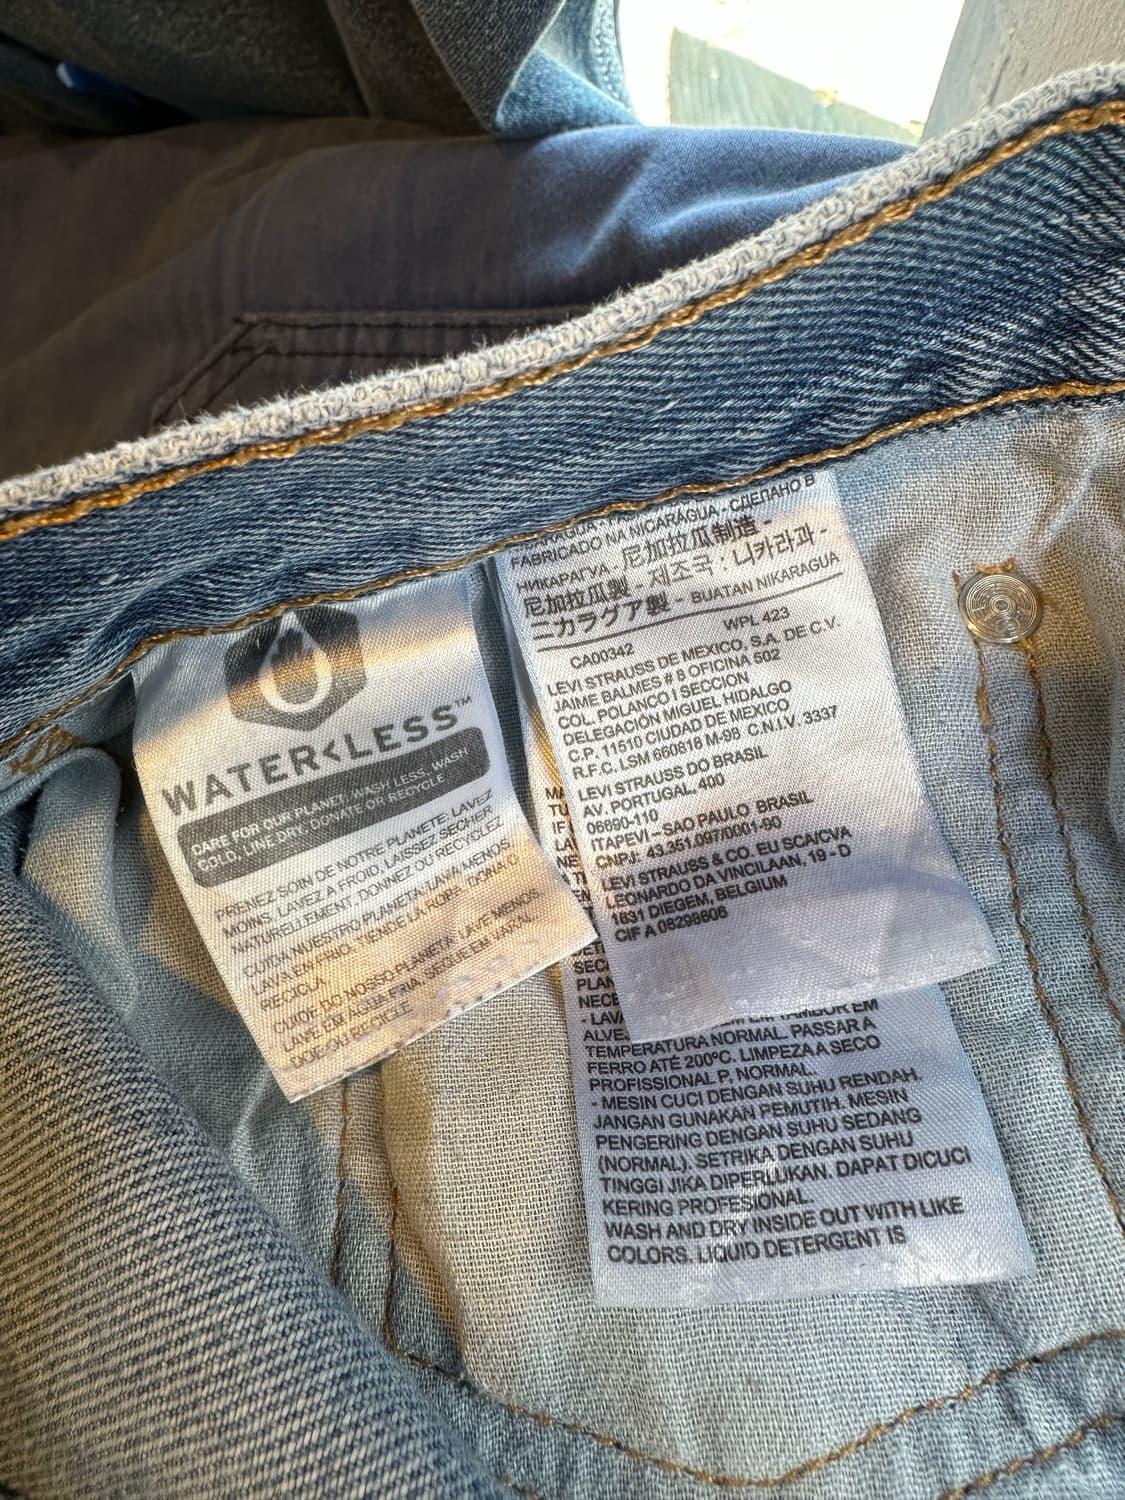 WATER<LESS™
CARE FOR OUR PLANET: WASH LESS, WASH
COLD, LINE DRY, DONATE OR RECYCLE
PRENEZ SOIN DE NOTRE PLANETE: LAVEZ
MOINS, LAVEZ A FROID, LAISSEZ SECHER
NATURELLEMENT, DONNEZ OU RECYCLEZ
CUIDA NUESTRO PLANETA: LAVA MENOS,
LAVA EN FRIO, TIENDE LA ROPA, DONA O
RECICLA
CUIDE DO NOSSO PLANETA: LAVE MENOS,
LAVE EM AGUA FRIA, SEQUE EM VARAL,
DOE OU RECICLE
FABRICADO NA NICARÁGUA - СДЕЛАНО В
НИКАРАГУА - 尼加拉瓜制造 -
尼加拉瓜製 - 제조국 : 니카라과 -
ニカラグア製 - BUATAN NIKARAGUA
WPL 423
CA00342
LEVI STRAUSS DE MEXICO, S.A. DE C.V.
JAIME BALMES # 8 OFICINA 502
COL. POLANCO I SECCION
DELEGACIÓN MIGUEL HIDALGO
C.P. 11510 CIUDAD DE MEXICO
R.F.C. LSM 660818 M-98 C.N.I.V. 3337
LEVI STRAUSS DO BRASIL
AV. PORTUGAL, 400
06690-110
ITAPEVI – SAO PAULO BRASIL
CNPJ: 43.351.097/0001-90
LEVI STRAUSS & CO. EU SCA/CVA
LEONARDO DA VINCILAAN, 19 - D
1831 DIEGEM, BELGIUM
CIF A 08298806
- LAVA
TAMBOR EM
ALVE
TEMPERATURA NORMAL. PASSAR A
FERRO ATÉ 200°C. LIMPEZA A SECO
PROFISSIONAL P, NORMAL.
- MESIN CUCI DENGAN SUHU RENDAH.
JANGAN GUNAKAN PEMUTIH. MESIN
PENGERING DENGAN SUHU SEDANG
(NORMAL). SETRIKA DENGAN SUHU
TINGGI JIKA DIPERLUKAN. DAPAT DICUCI
KERING PROFESIONAL.
WASH AND DRY INSIDE OUT WITH LIKE
COLORS. LIQUID DETERGENT IS